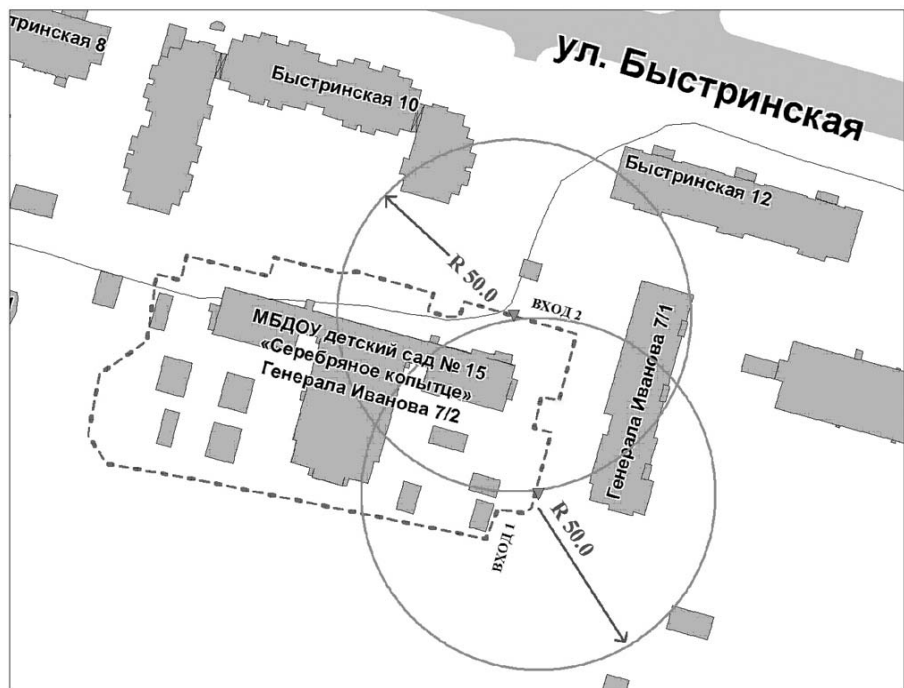 ул. Быстринская
стринская 8
Быстринская 10
Быстринская 12
R 50.0
ВХОД 2
МБДОУ детский сад № 15
«Серебряное копытце»
Генерала Иванова 7/2
Генерала Иванова 7/1
ВХОД 1
R 50.0